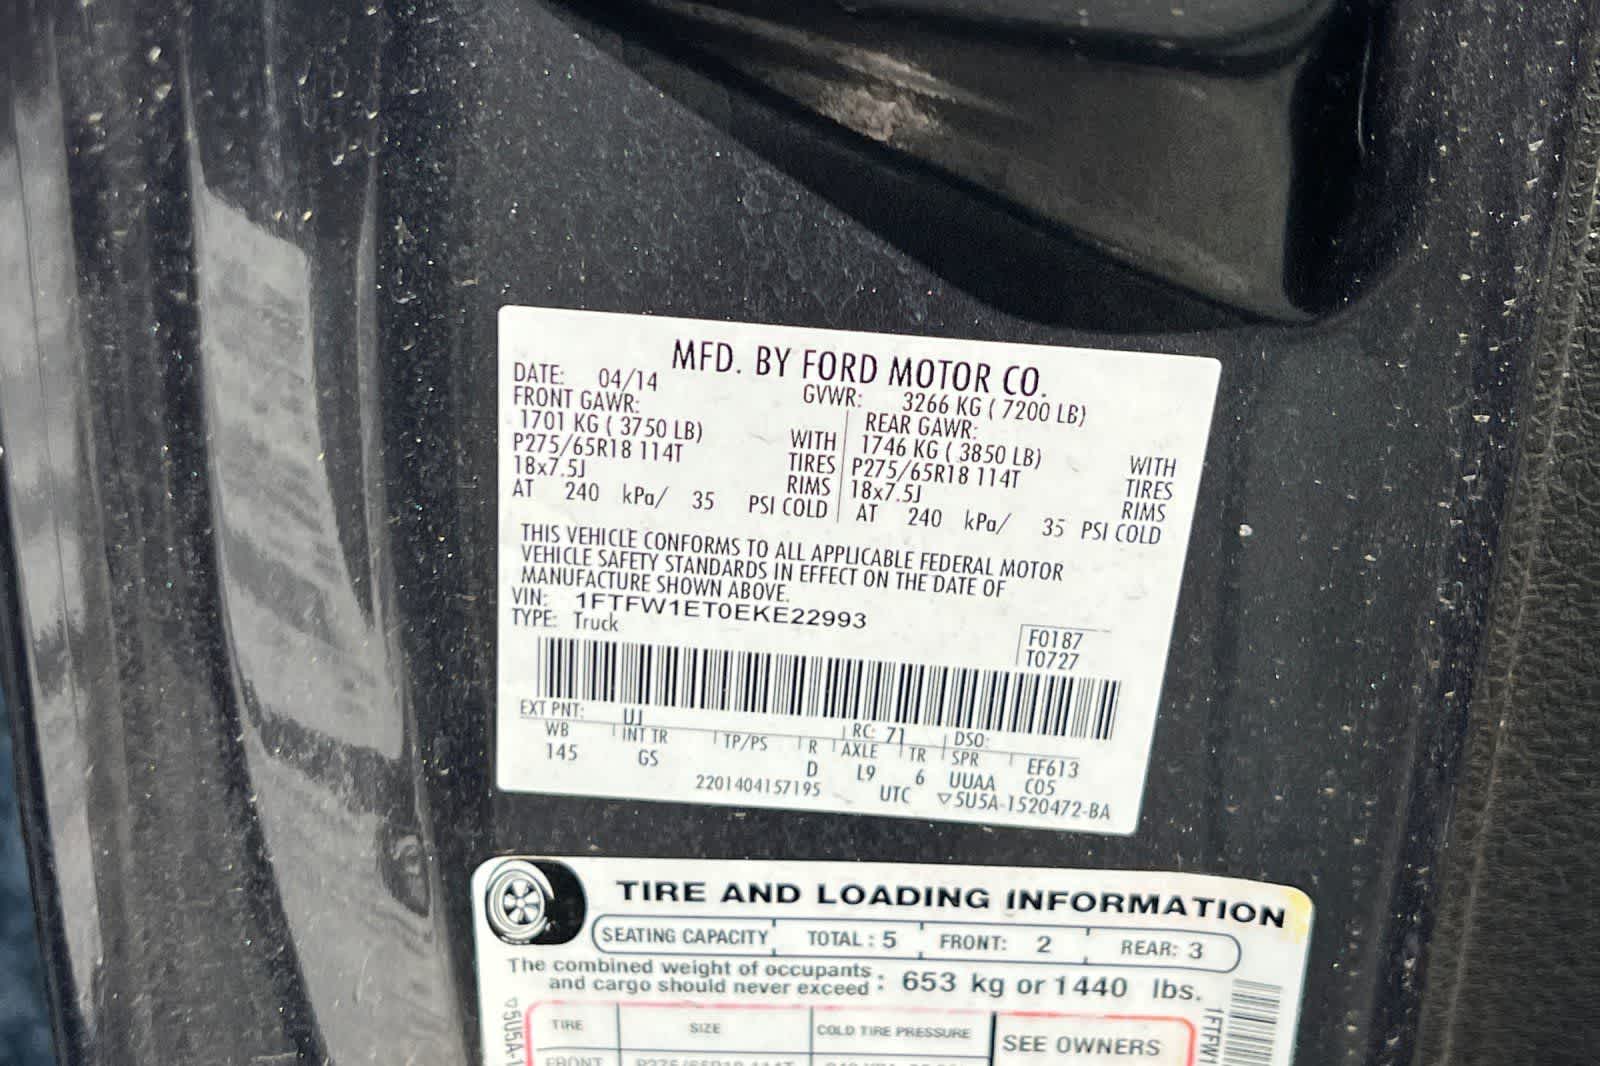 MFD. BY FORD MOTOR CO.
DATE: 04/14 GVWR: 3266 KG ( 7200 LB)
FRONT GAWR: REAR GAWR:
1701 KG ( 3750 LB) WITH 1746 KG ( 3850 LB) WITH
P275/65R18 114T TIRES P275/65R18 114T TIRES
18x7.5J RIMS 18x7.5J RIMS
AT 240 kPa/ 35 PSI COLD AT 240 kPa/ 35 PSI COLD
THIS VEHICLE CONFORMS TO ALL APPLICABLE FEDERAL MOTOR
VEHICLE SAFETY STANDARDS IN EFFECT ON THE DATE OF
MANUFACTURE SHOWN ABOVE.
VIN: 1FTFW1ET0EKE22993
TYPE: Truck
F0187
T0727
EXT PNT: UJ RC: 71 DSO:
WB INT TR TP/PS R AXLE TR SPR EF613
145 GS D L9 6 UUAA C05
2201404157195 UTC ▽5U5A-1520472-BA
TIRE AND LOADING INFORMATION
SEATING CAPACITY TOTAL : 5 FRONT: 2 REAR: 3
The combined weight of occupants
and cargo should never exceed : 653 kg or 1440 lbs.
TIRE SIZE COLD TIRE PRESSURE SEE OWNERS
FRONT P275/65R18 114T
▽5U5A-1
1FTFW1